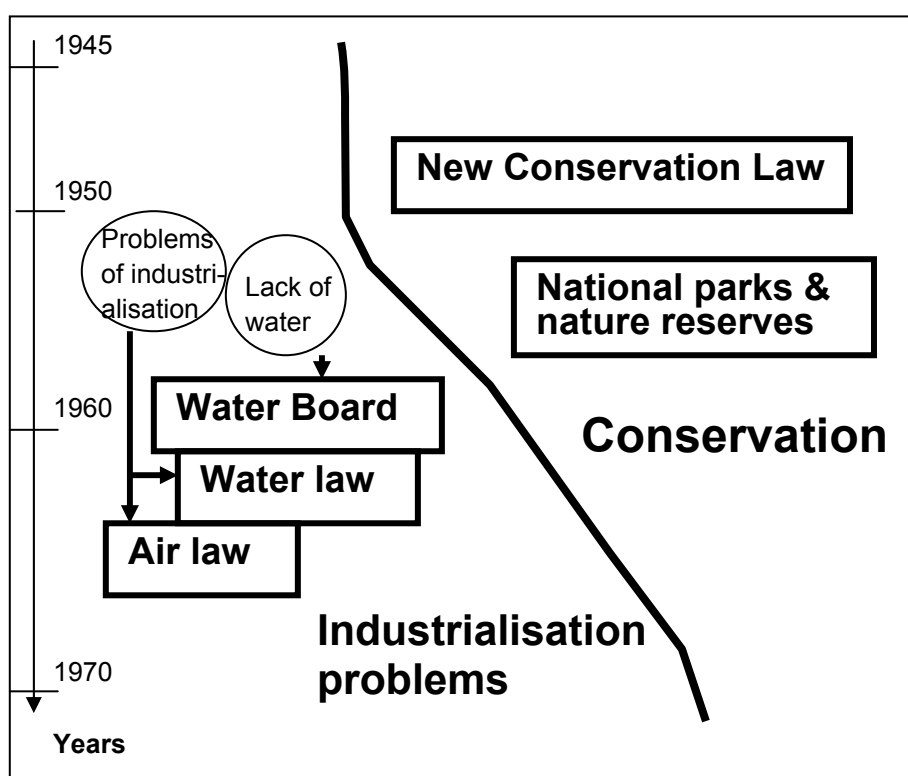 1945
New Conservation Law
1950
Problems
of industri-
alisation
Lack of
water
National parks &
nature reserves
Water Board
1960
Conservation
Water law
Air law
Industrialisation
problems
1970
Years